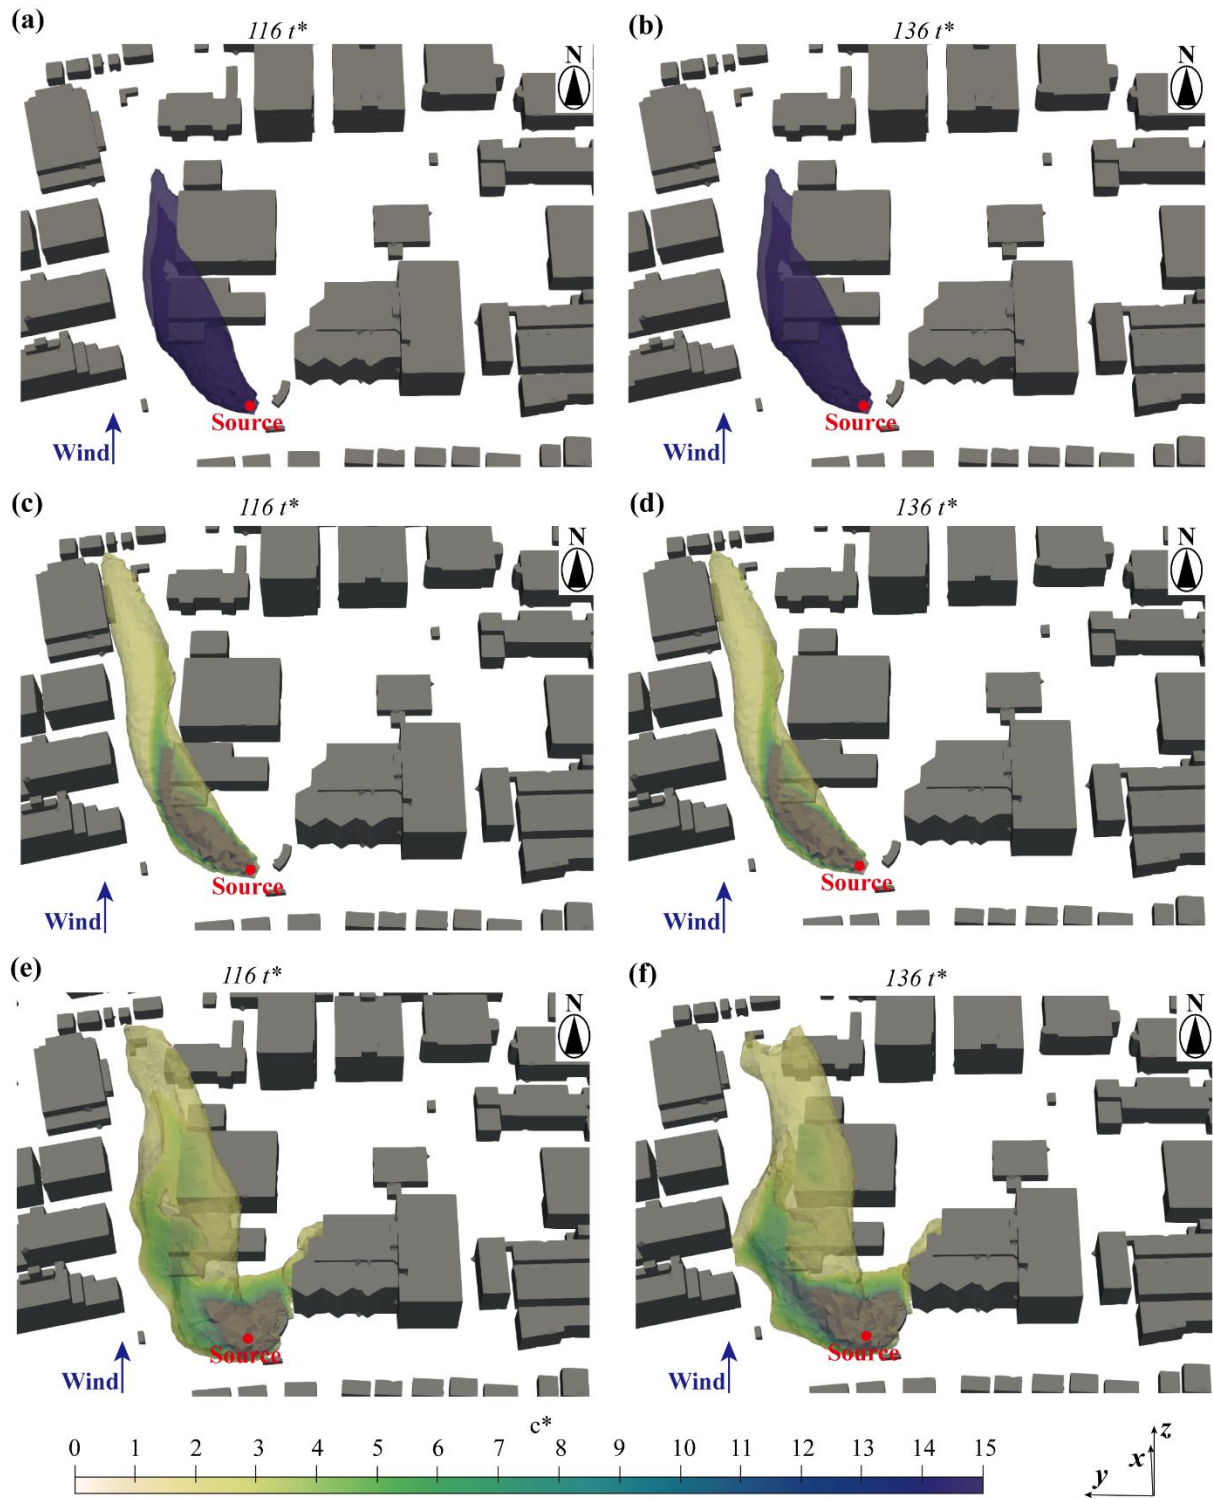 (a)
116 t*
N
Source
Wind
(b)
136 t*
N
Source
Wind
(c)
116 t*
N
Source
Wind
(d)
136 t*
N
Source
Wind
(e)
116 t*
N
Source
Wind
(f)
136 t*
N
Source
Wind
c*
0 1 2 3 4 5 6 7 8 9 10 11 12 13 14 15
z
x
y